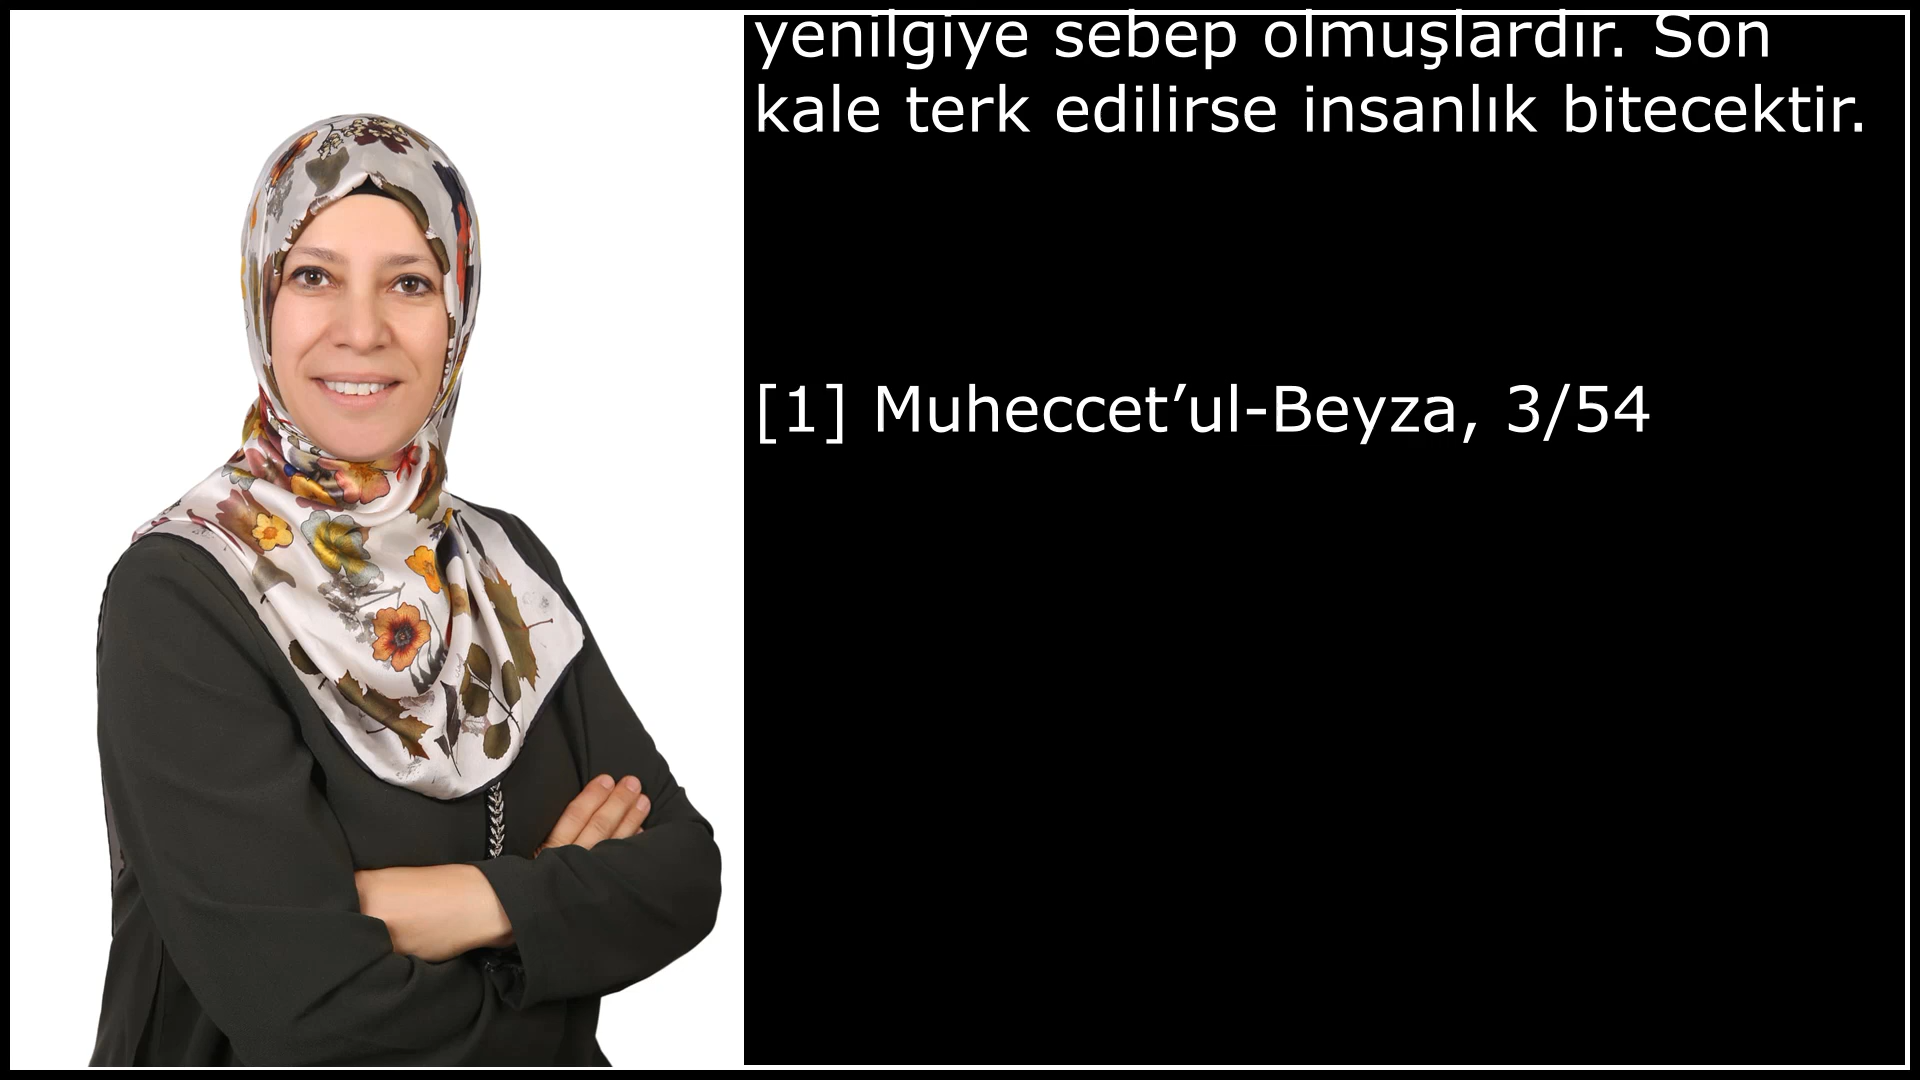 yenilgiye sebep olmuşlardır. Son
kale terk edilirse insanlık bitecektir.
[1] Muheccet’ul-Beyza, 3/54